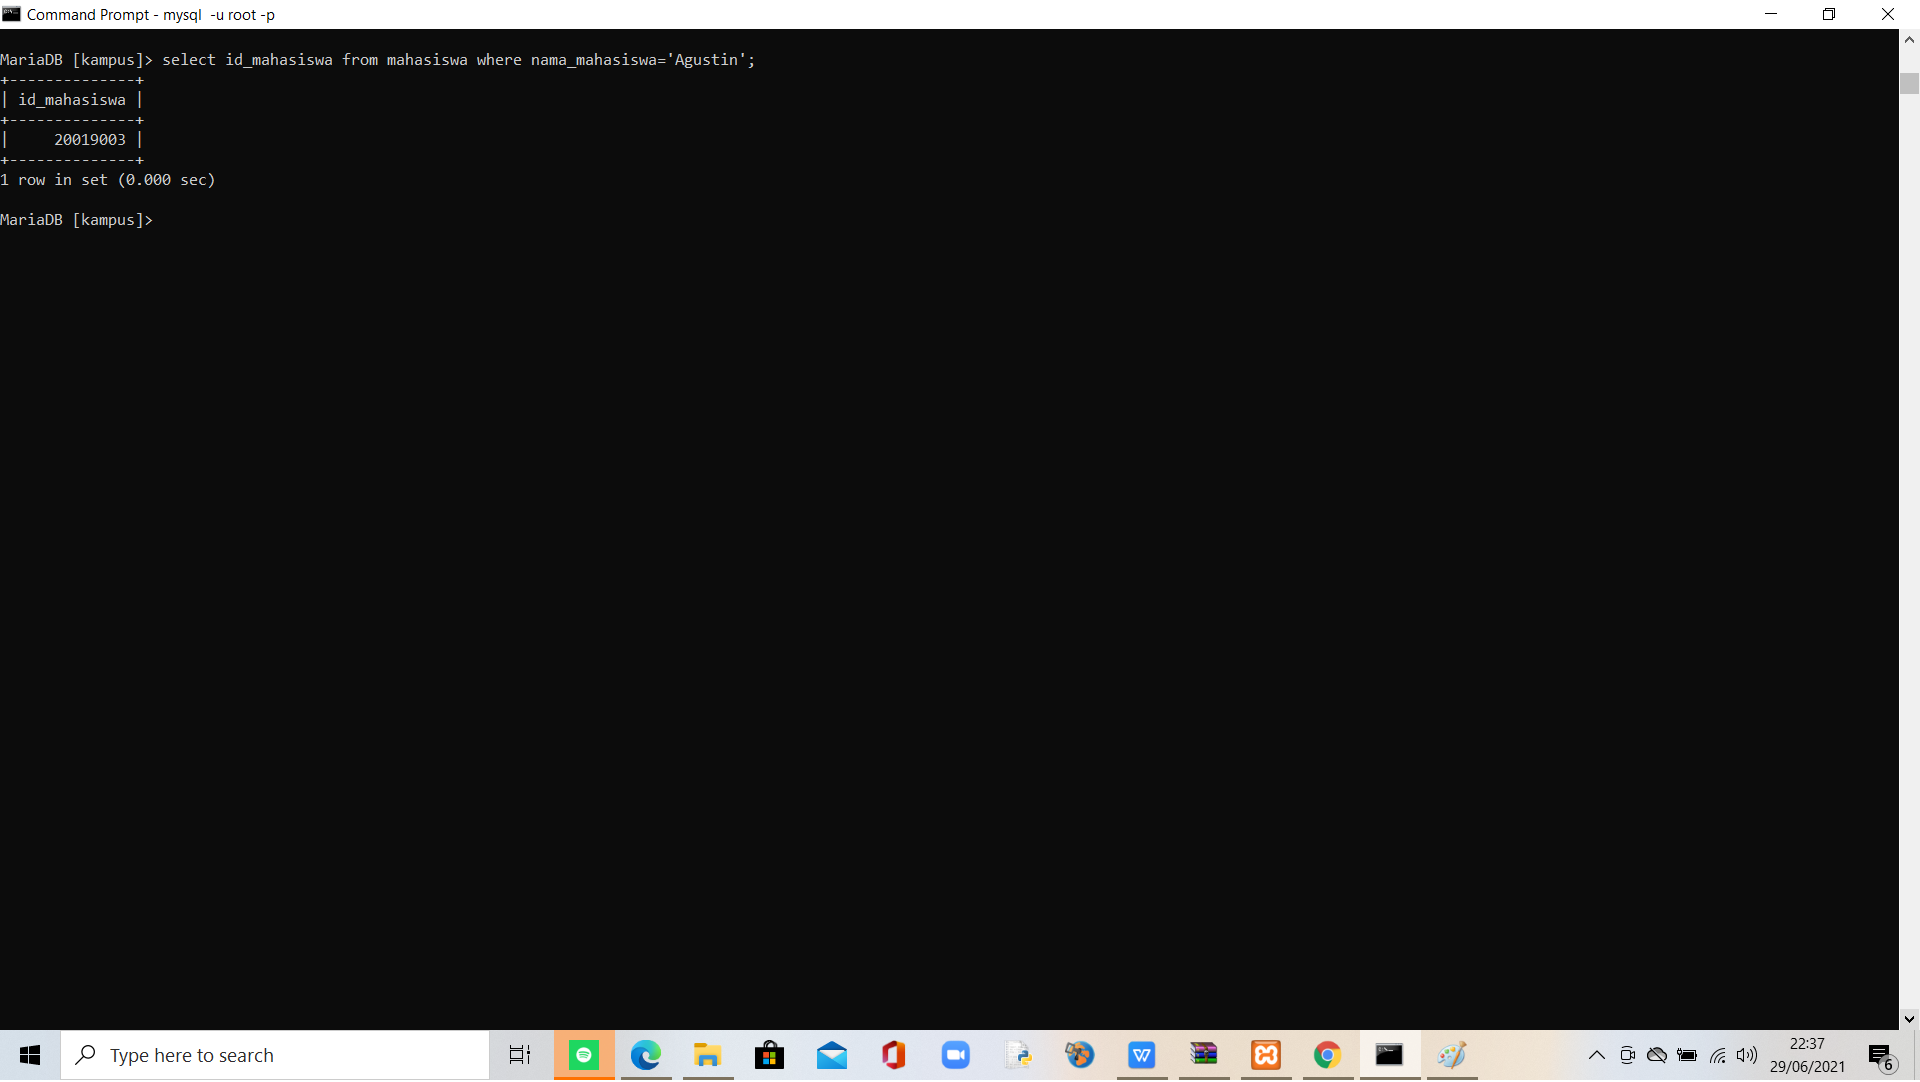 Command Prompt - mysql  -u root -p
MariaDB [kampus]> select id_mahasiswa from mahasiswa where nama_mahasiswa='Agustin';
+--------------+
| id_mahasiswa |
+--------------+
|     20019003 |
+--------------+
1 row in set (0.000 sec)
MariaDB [kampus]>
Type here to search
22:37
29/06/2021
6